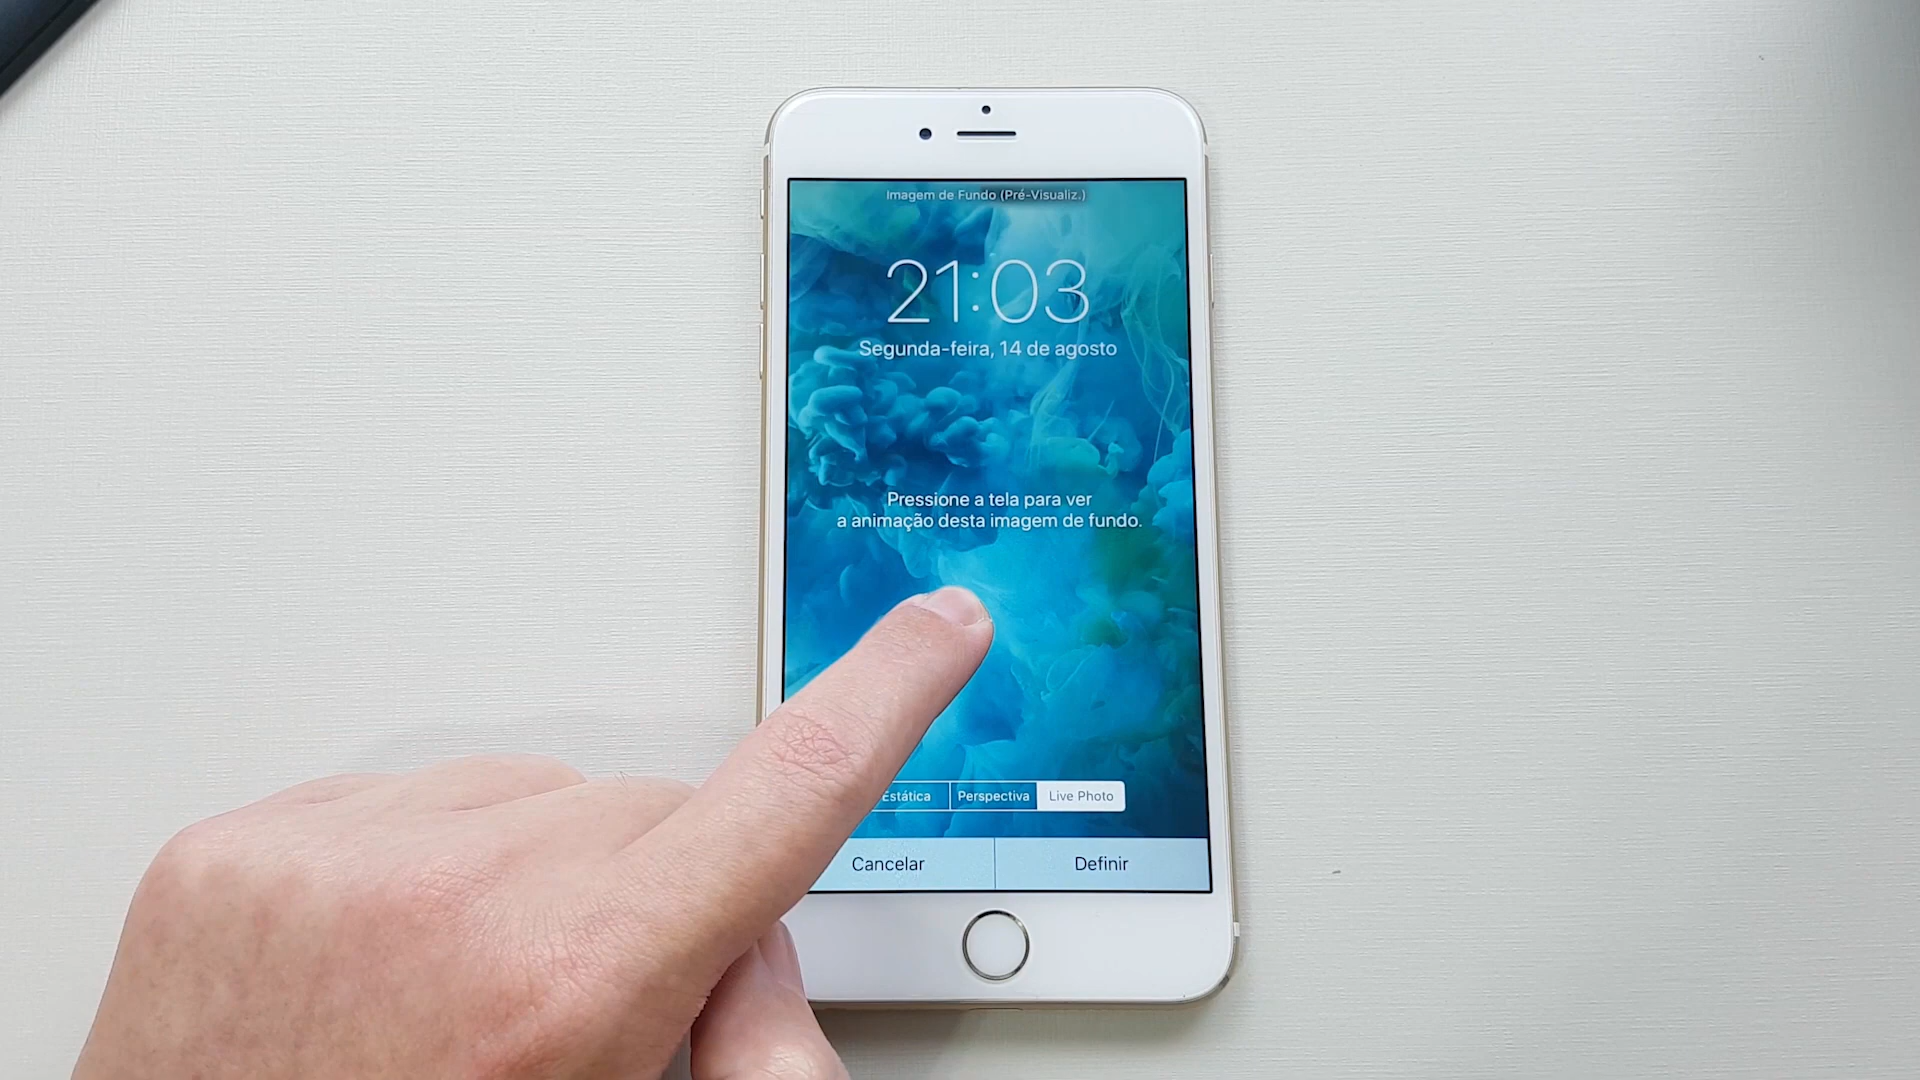 Imagem de Fundo (Pré-Visualiz.)
21:03
Segunda-feira, 14 de agosto
Pressione a tela para ver
a animação desta imagem de fundo.
Estática Perspectiva Live Photo
Cancelar Definir